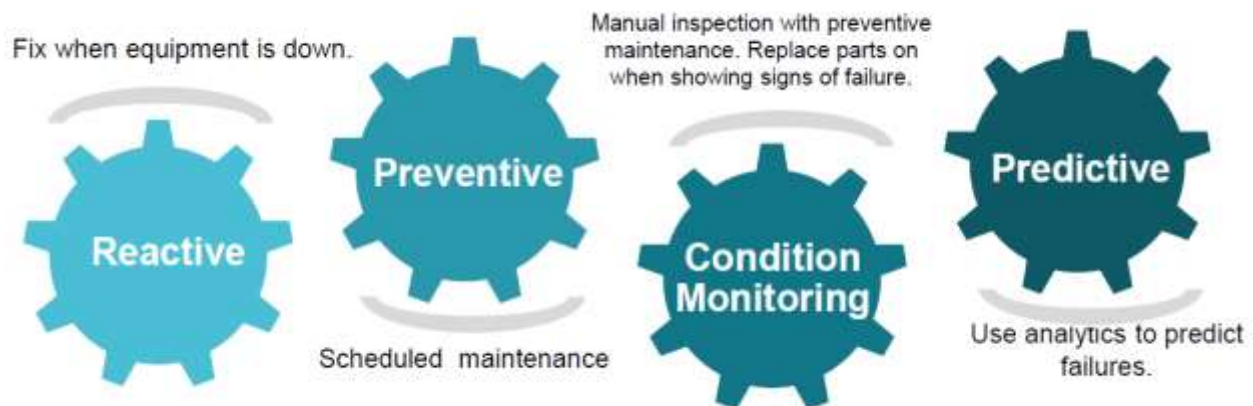 Fix when equipment is down.
Reactive
Preventive
Scheduled maintenance
Manual inspection with preventive
maintenance. Replace parts on
when showing signs of failure.
Condition
Monitoring
Predictive
Use analytics to predict
failures.